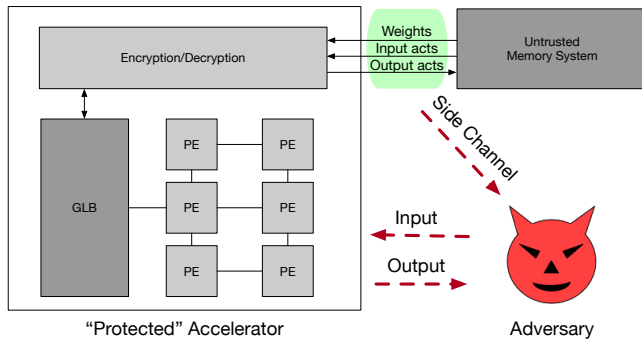 Encryption/Decryption
Weights
Input acts
Output acts
Untrusted
Memory System
Side Channel
GLB
PE
PE
PE
PE
PE
PE
Input
Output
“Protected” Accelerator
Adversary